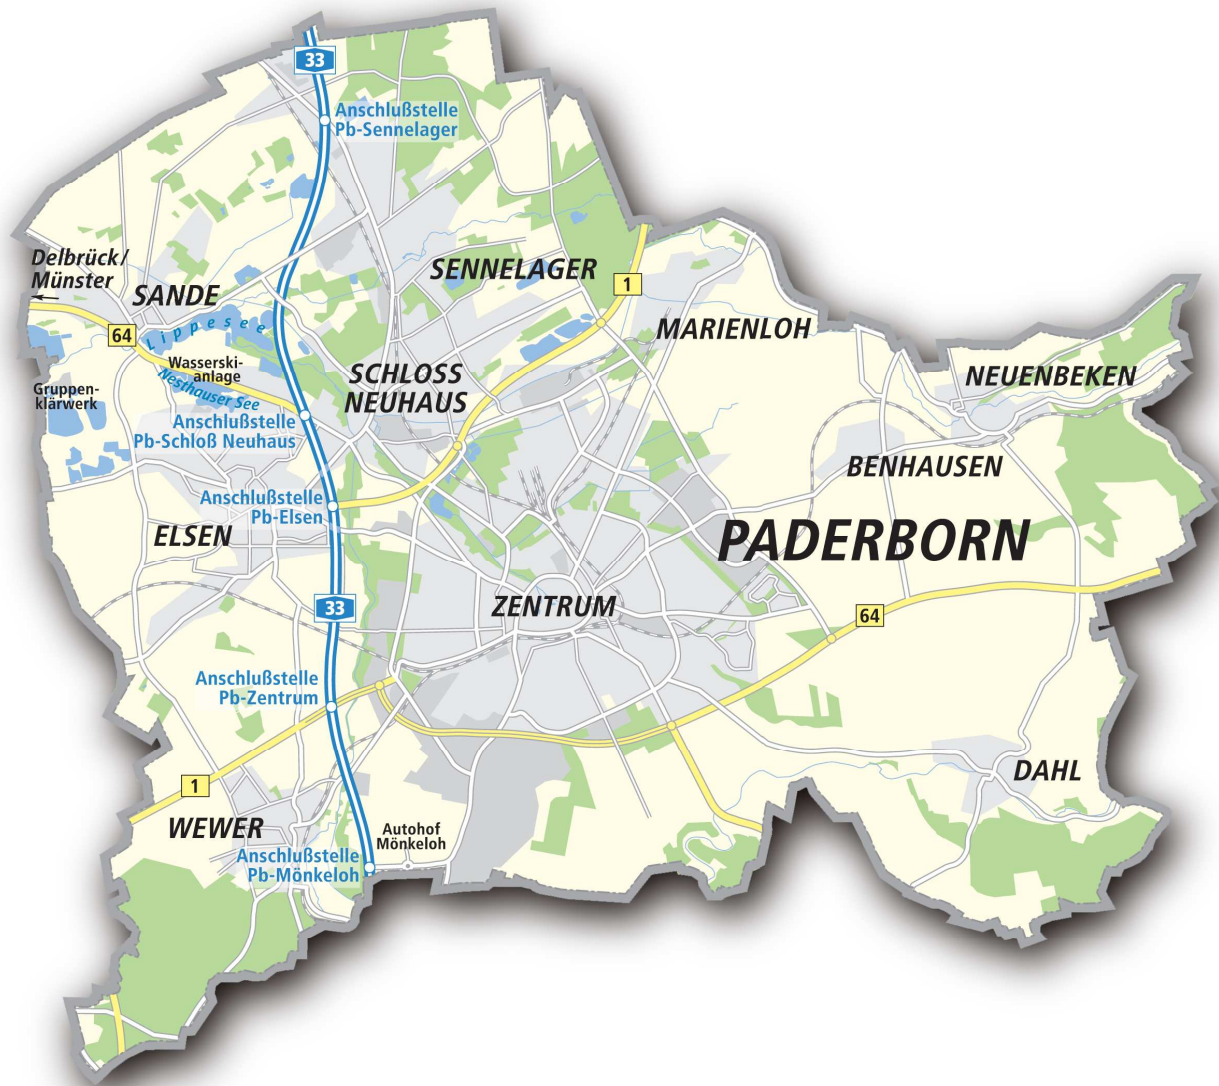 33
Anschlußstelle
Pb-Sennelager
Delbrück/
Münster
SANDE
SENNELAGER
1
MARIENLOH
64
Lippesee
Wasserski-
anlage
Nesthauser See
Gruppen-
klärwerk
SCHLOSS
NEUHAUS
NEUENBEKEN
Anschlußstelle
Pb-Schloß Neuhaus
BENHAUSEN
Anschlußstelle
Pb-Elsen
ELSEN
PADERBORN
33
ZENTRUM
64
Anschlußstelle
Pb-Zentrum
1
DAHL
WEWER
Autohof
Mönkeloh
Anschlußstelle
Pb-Mönkeloh